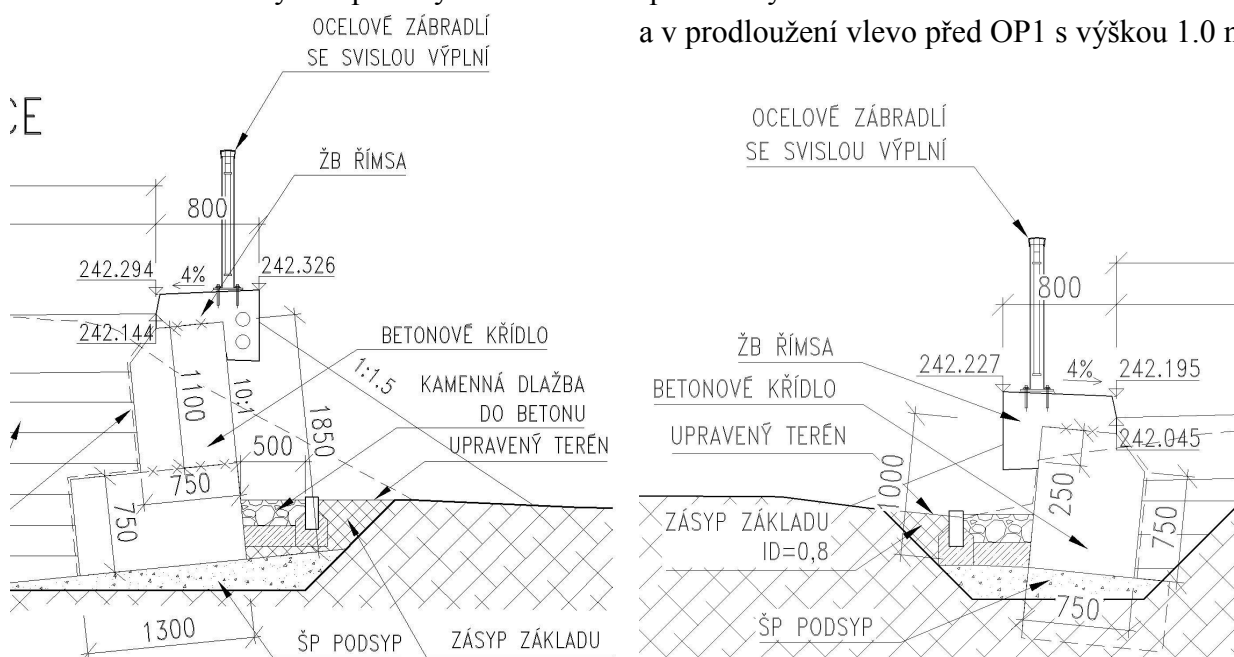 a v prodloužení vlevo před OP1 s výškou 1.0
OCELOVÉ ZÁBRADLÍ
SE SVISLOU VÝPLNÍ
CE
ŽB ŘÍMSA
800
242.294
4%
242.326
242.144
BETONOVÉ KŘÍDLO
1:1.5
KAMENNÁ DLAŽBA
DO BETONU
UPRAVENÝ TERÉN
1100
10:1
1850
500
750
750
1300
ŠP PODSYP
ZÁSYP ZÁKLADU
OCELOVÉ ZÁBRADLÍ
SE SVISLOU VÝPLNÍ
800
ŽB ŘÍMSA
242.227
4%
242.195
BETONOVÉ KŘÍDLO
UPRAVENÝ TERÉN
242.045
1000
250
750
ZÁSYP ZÁKLADU
ID=0,8
750
ŠP PODSYP